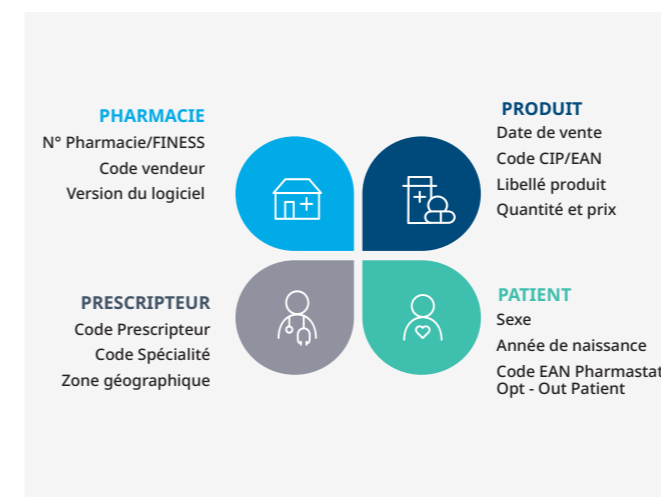 PHARMACIE
N° Pharmacie/FINESS
Code vendeur
Version du logiciel
PRODUIT
Date de vente
Code CIP/EAN
Libellé produit
Quantité et prix
PRESCRIPTEUR
Code Prescripteur
Code Spécialité
Zone géographique
PATIENT
Sexe
Année de naissance
Code EAN Pharmastat
Opt - Out Patient